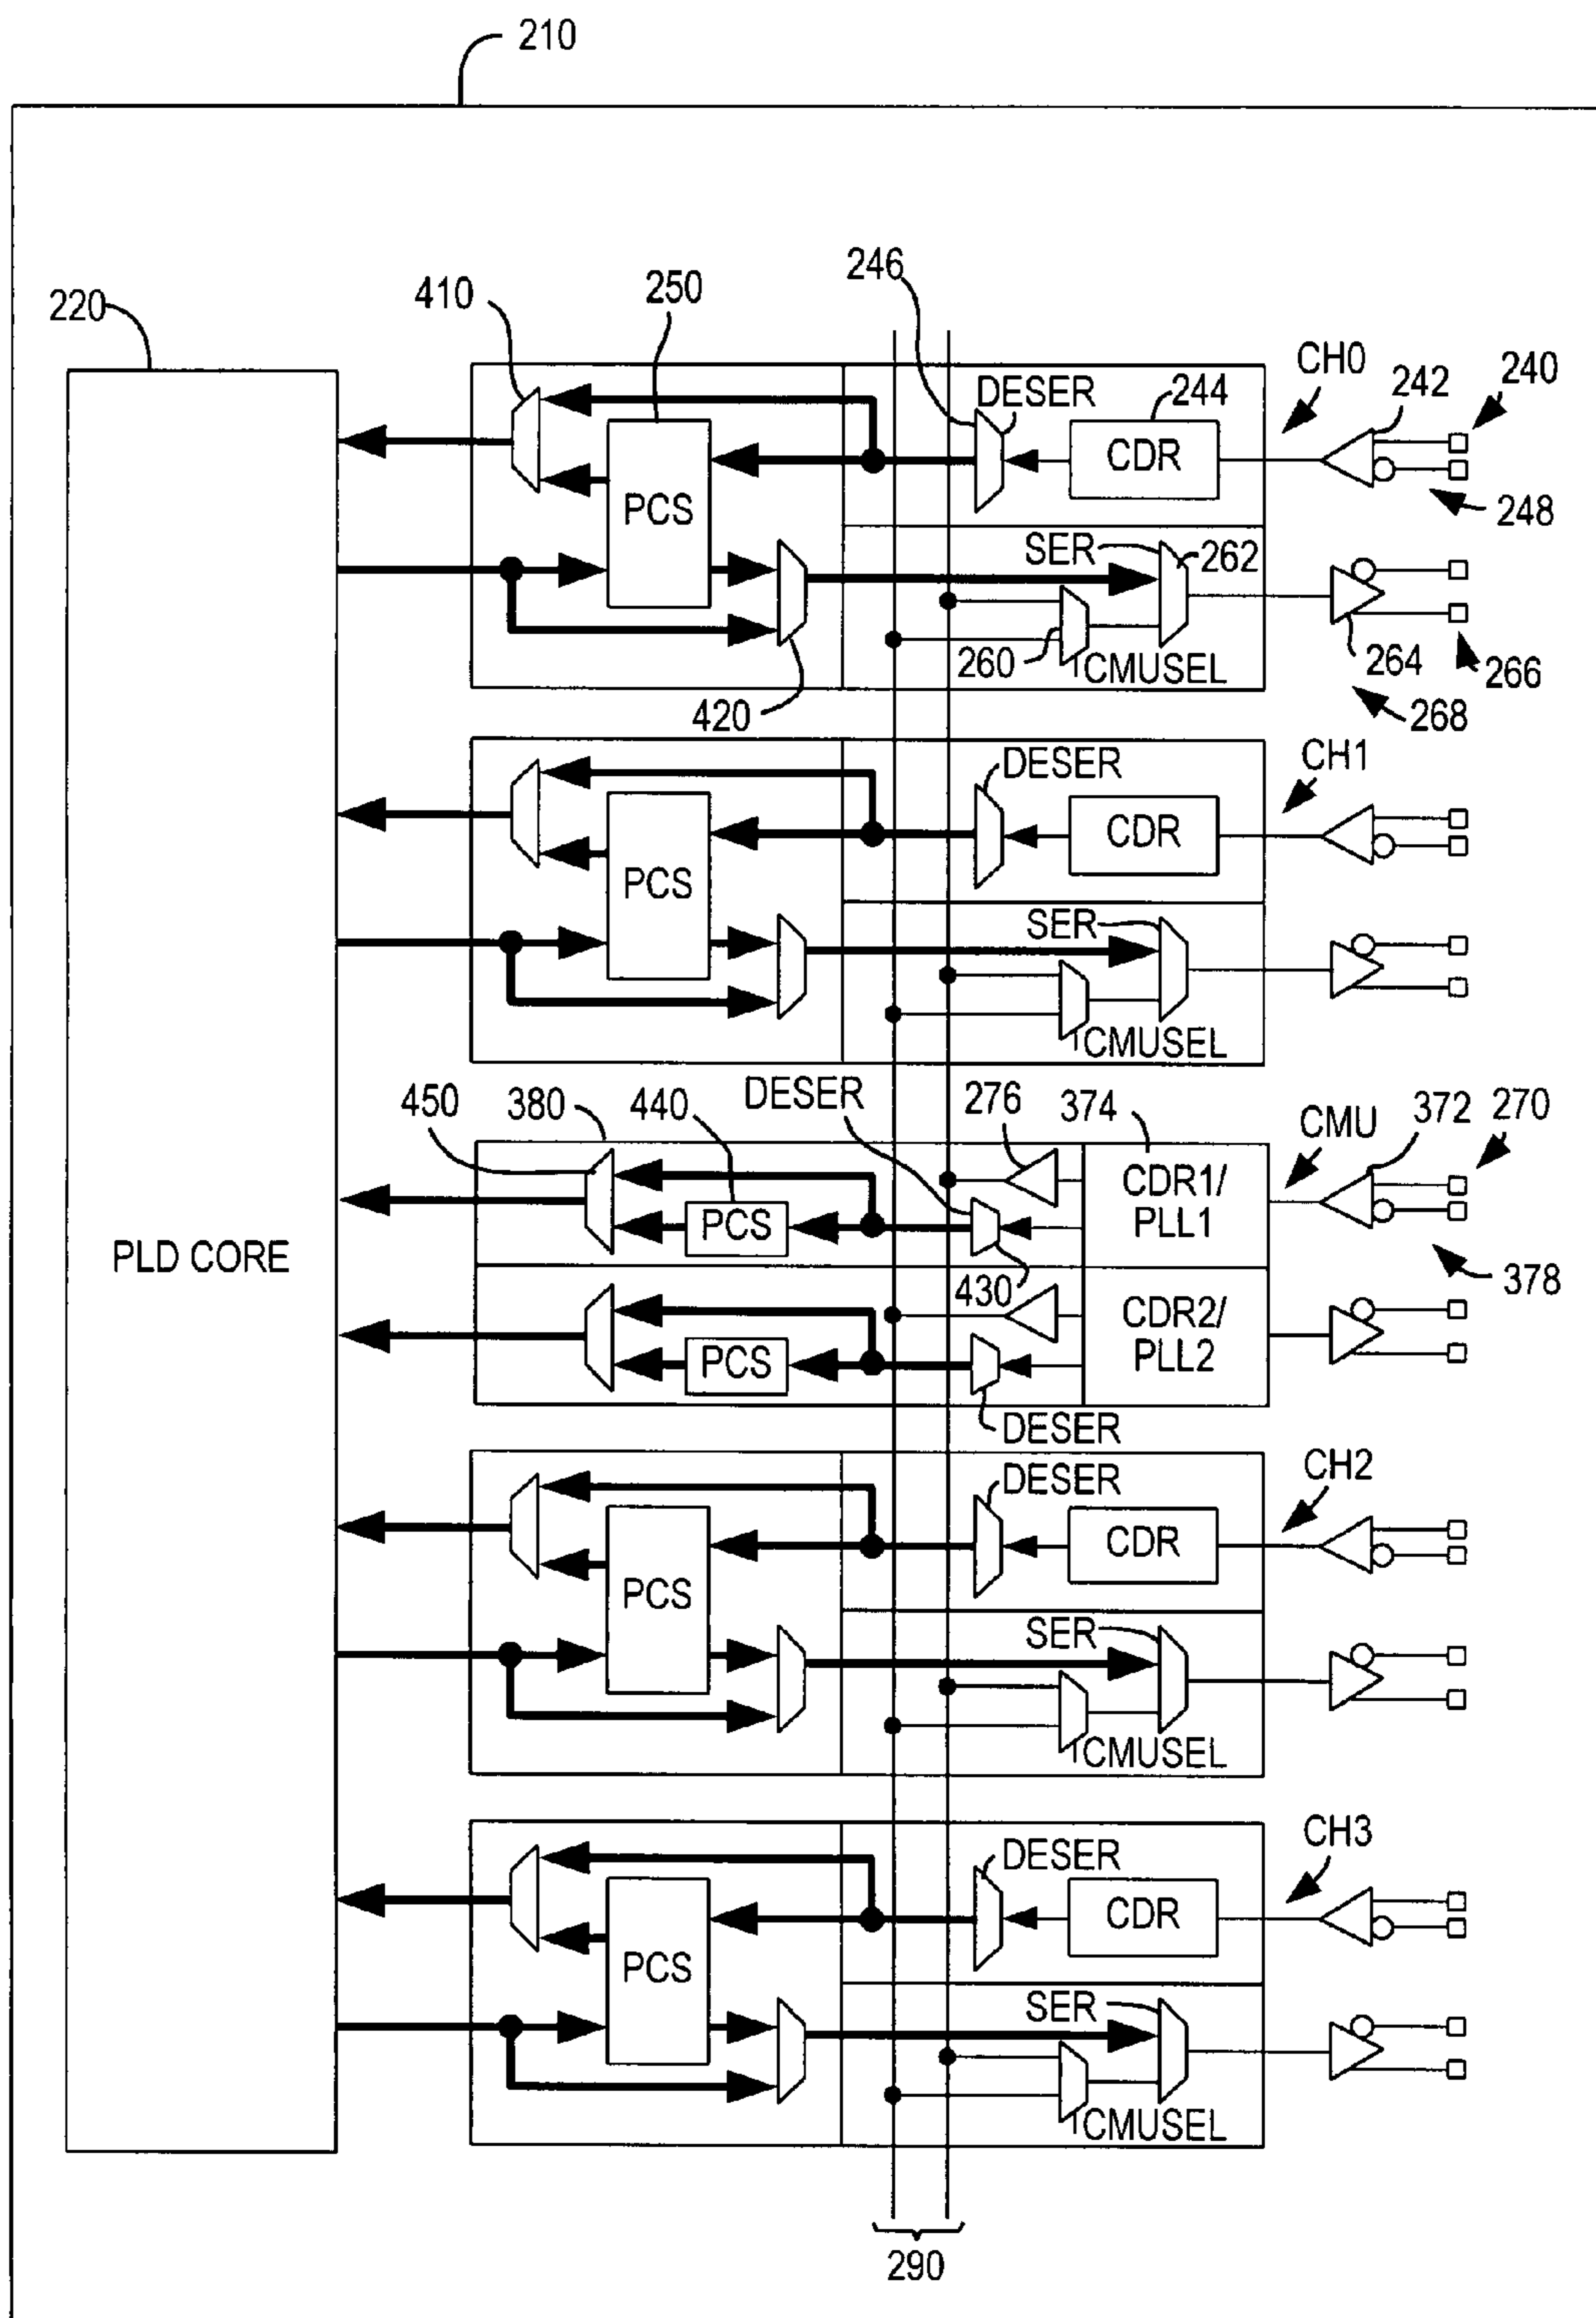 210
246
250
410
220
CH0
242
240
DESER
244
CDR
248
PCS
SER
262
260
CMUSEL
264
266
420
268
DESER
CH1
CDR
PCS
SER
CMUSEL
450
380
440
DESER
276
374
CMU
372
270
CDR1/
PLL1
PCS
PLD CORE
430
378
CDR2/
PLL2
PCS
DESER
CH2
DESER
CDR
PCS
SER
CMUSEL
CH3
DESER
CDR
PCS
SER
CMUSEL
290